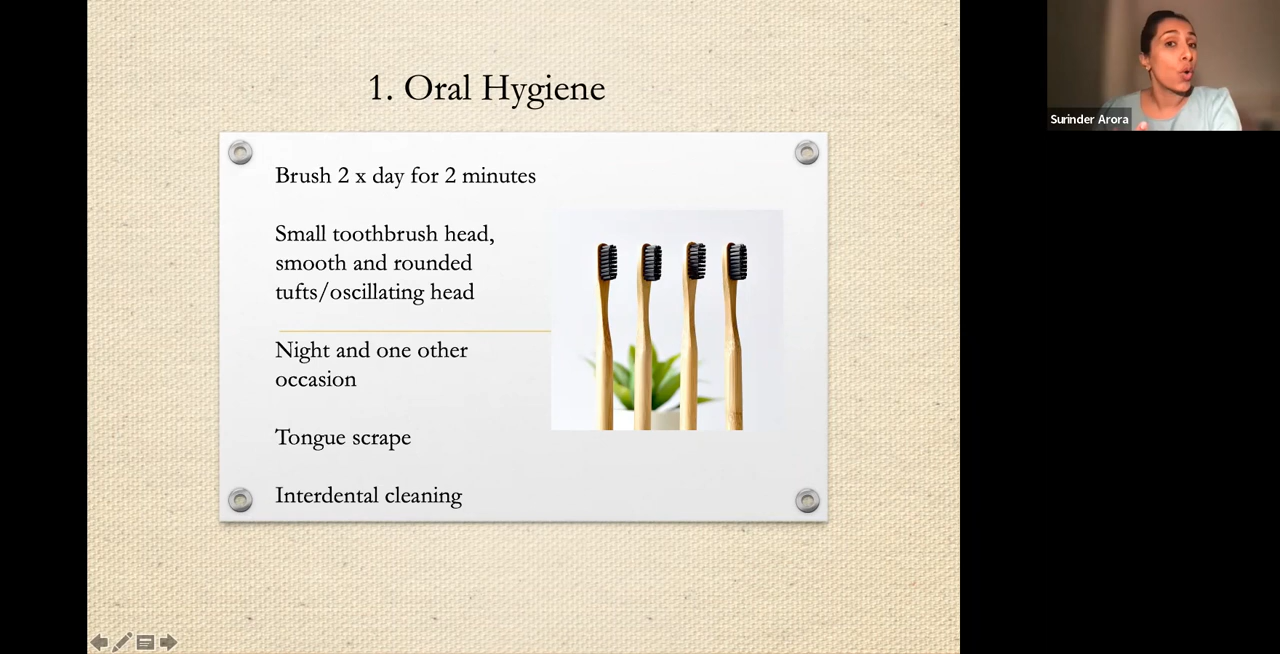 1. Oral Hygiene
Brush 2 x day for 2 minutes
Small toothbrush head,
smooth and rounded
tufts/oscillating head
Night and one other
occasion
Tongue scrape
Interdental cleaning
Surinder Arora